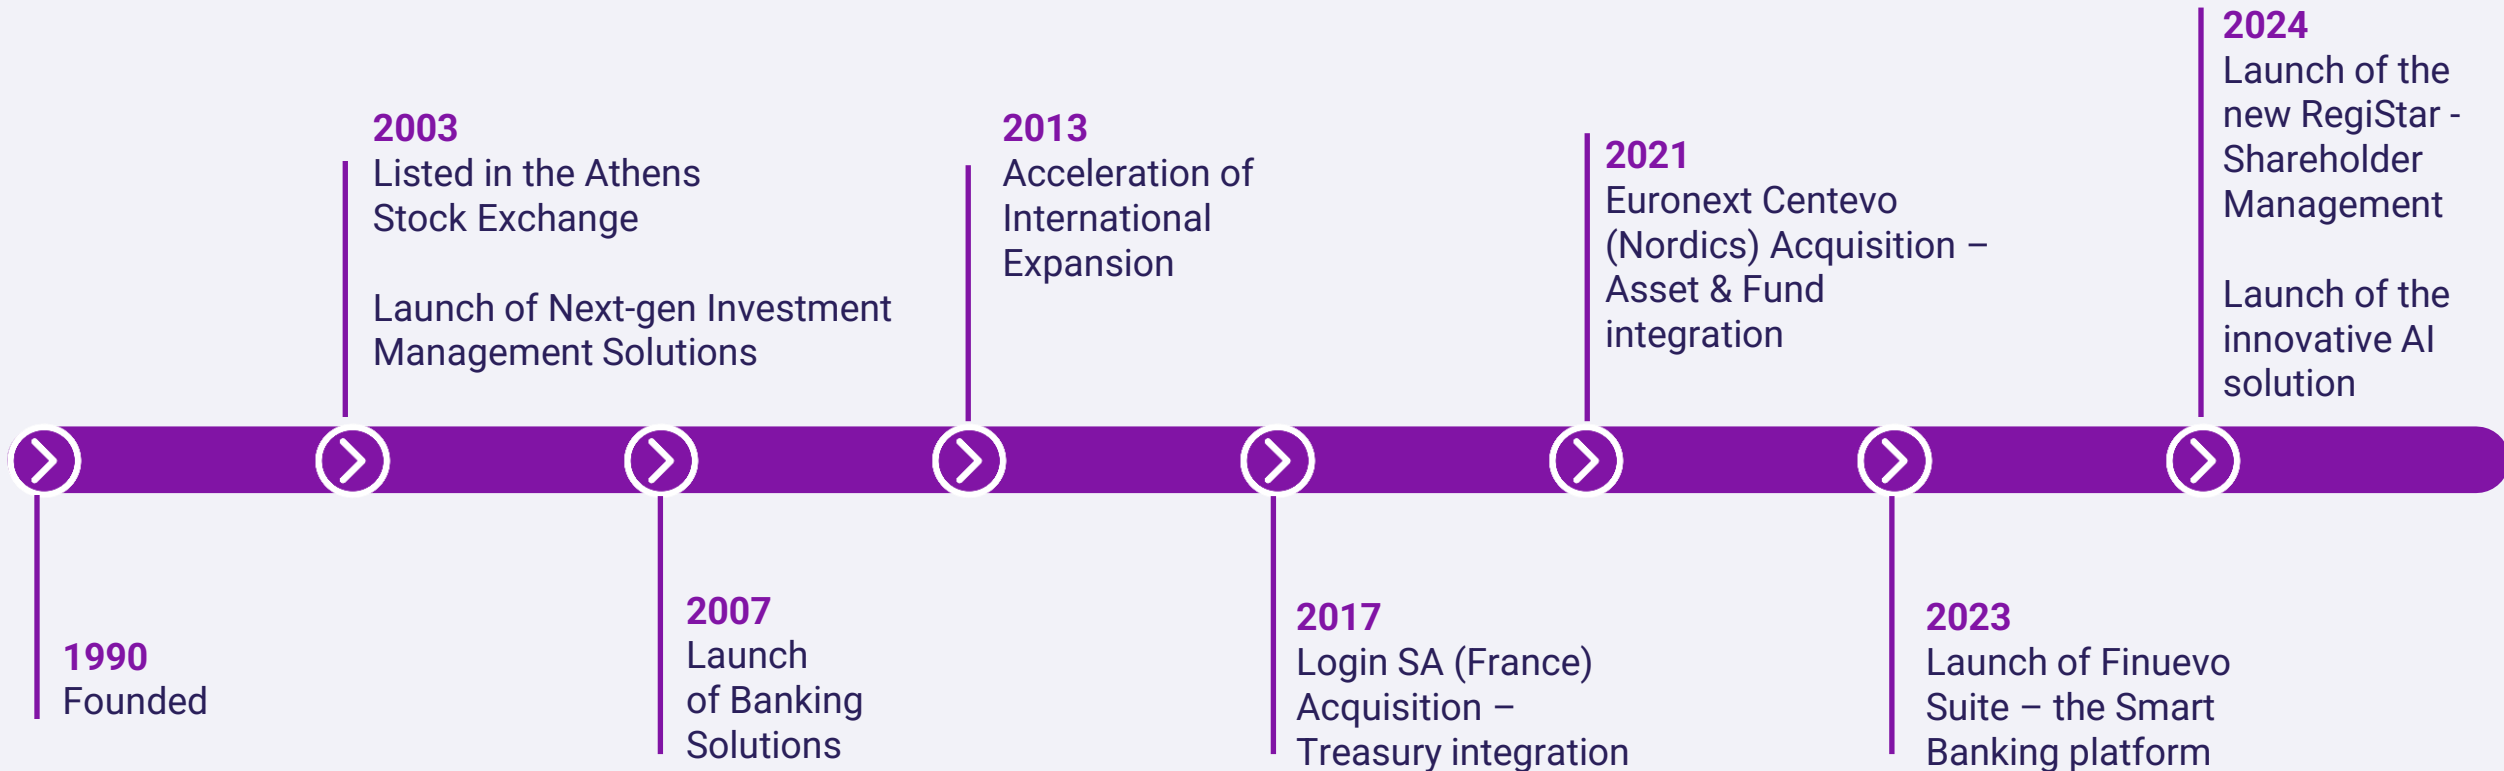 1990
Founded
2003
Listed in the Athens
Stock Exchange
Launch of Next-gen Investment
Management Solutions
2007
Launch
of Banking
Solutions
2013
Acceleration of
International
Expansion
2017
Login SA (France)
Acquisition –
Treasury integration
2021
Euronext Centevo
(Nordics) Acquisition –
Asset & Fund
integration
2023
Launch of Finuevo
Suite – the Smart
Banking platform
2024
Launch of the
new RegiStar -
Shareholder
Management
Launch of the
innovative AI
solution